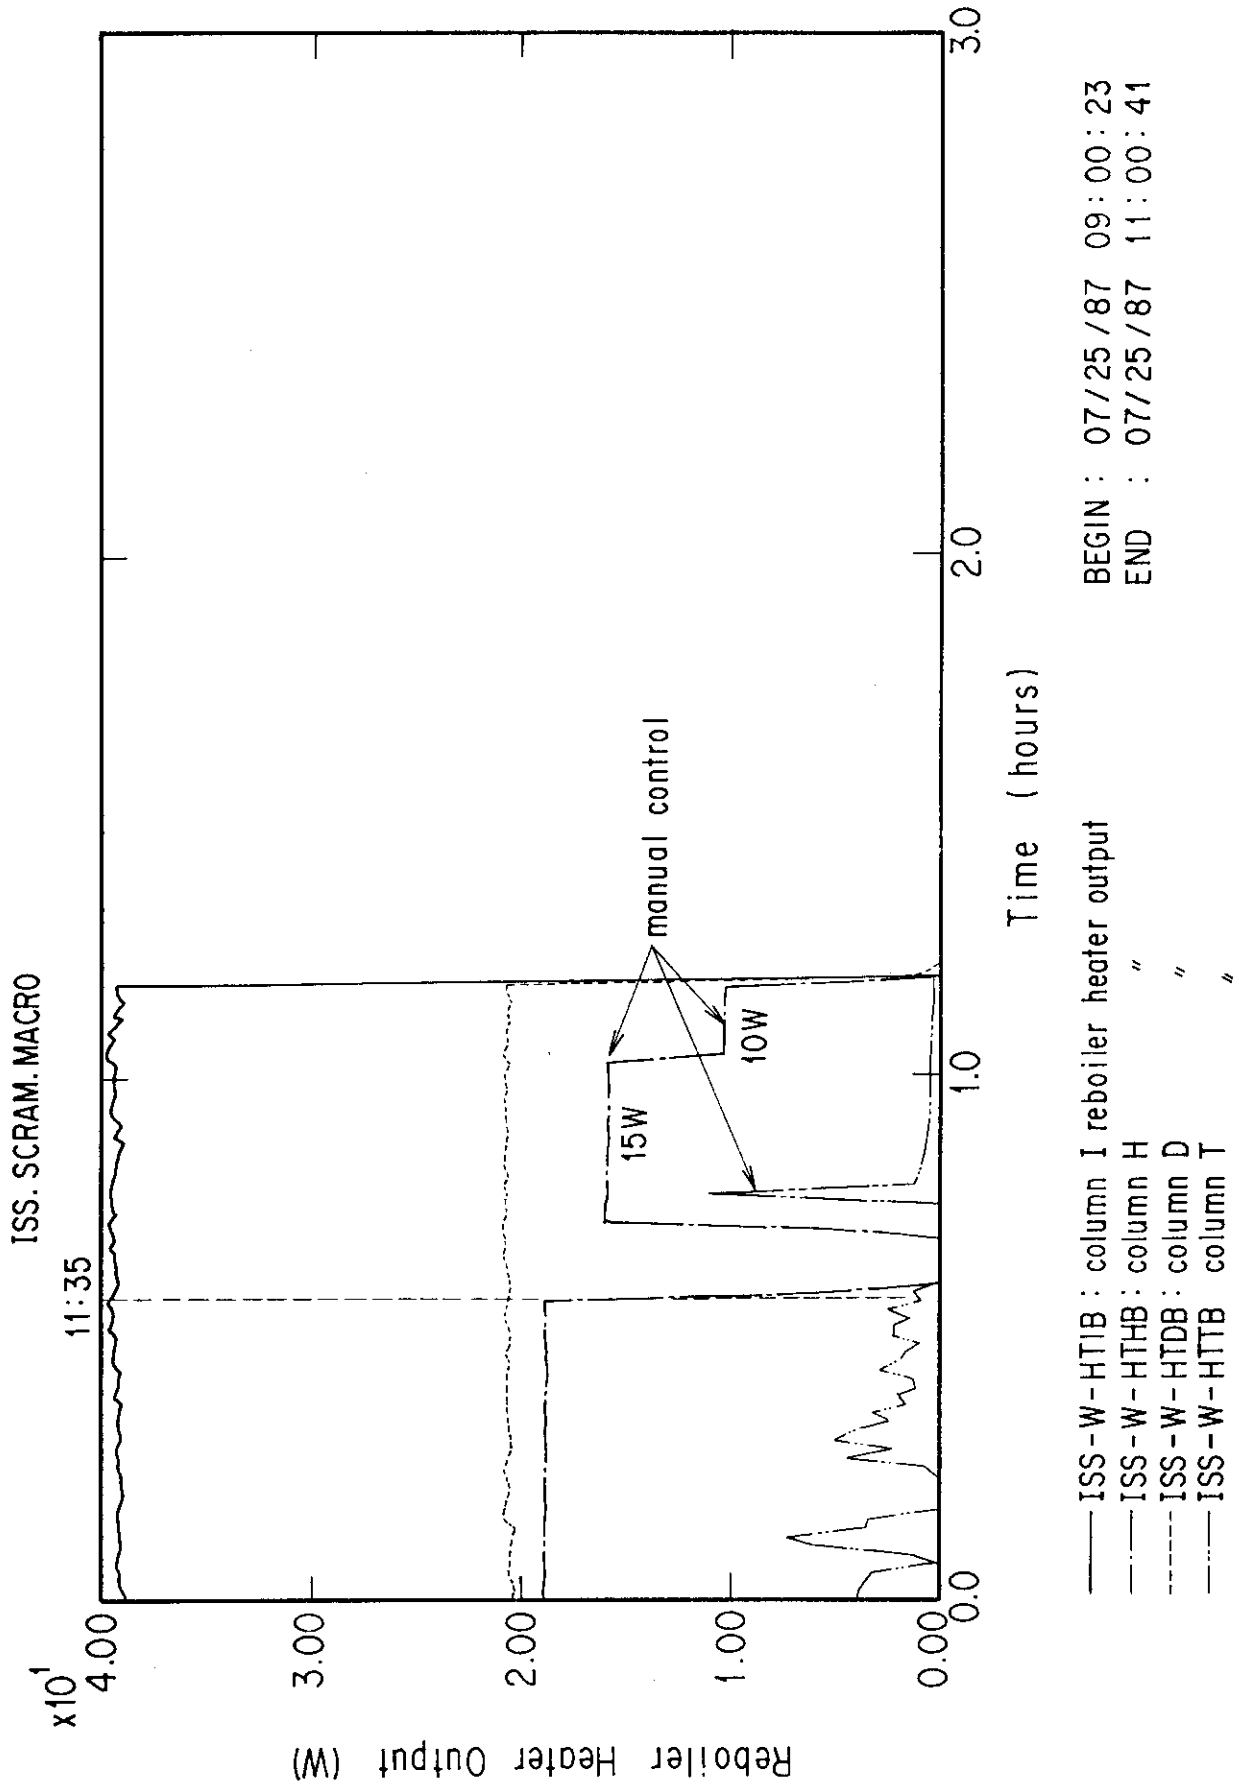 ISS. SCRAM. MACRO
11:35
x10¹
4.00
3.00
2.00
1.00
0.00
Reboiler Heater Output (W)
15W
10W
manual control
0.0
1.0
2.0
3.0
Time (hours)
ISS-W-HTIB : column I reboiler heater output
ISS-W-HTHB : column H 〃
ISS-W-HTDB : column D 〃
ISS-W-HTTB column T 〃
BEGIN : 07/25/87 09:00:23
END : 07/25/87 11:00:41